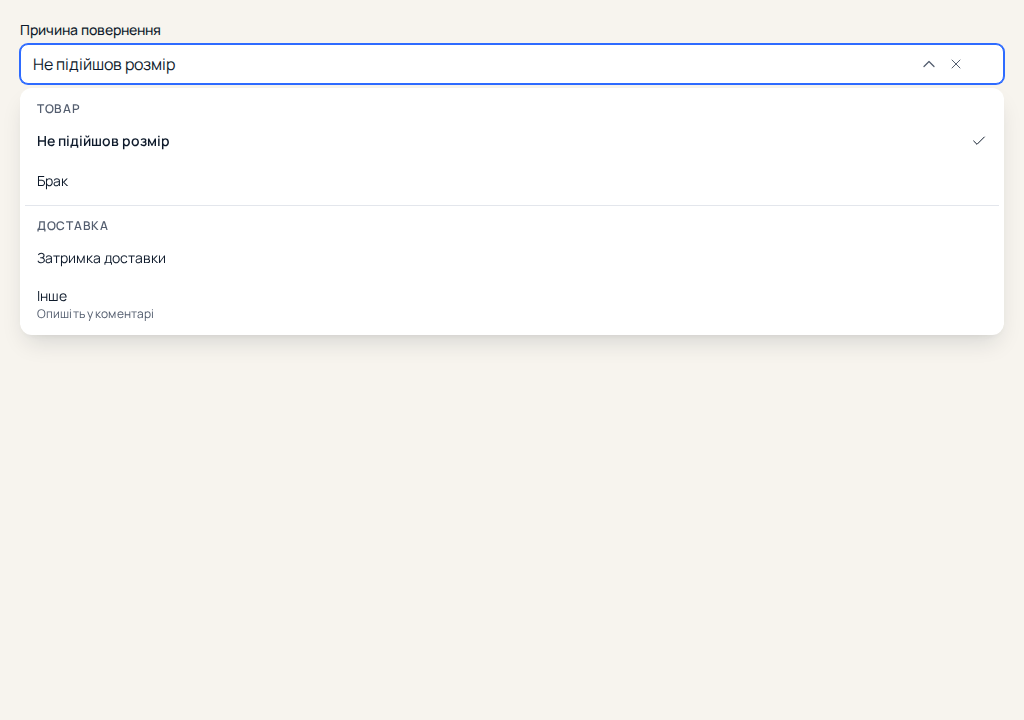 Причина повернення
Не підійшов розмір
ТОВАР
Не підійшов розмір
Брак
ДОСТАВКА
Затримка доставки
Інше
Опишіть у коментарі